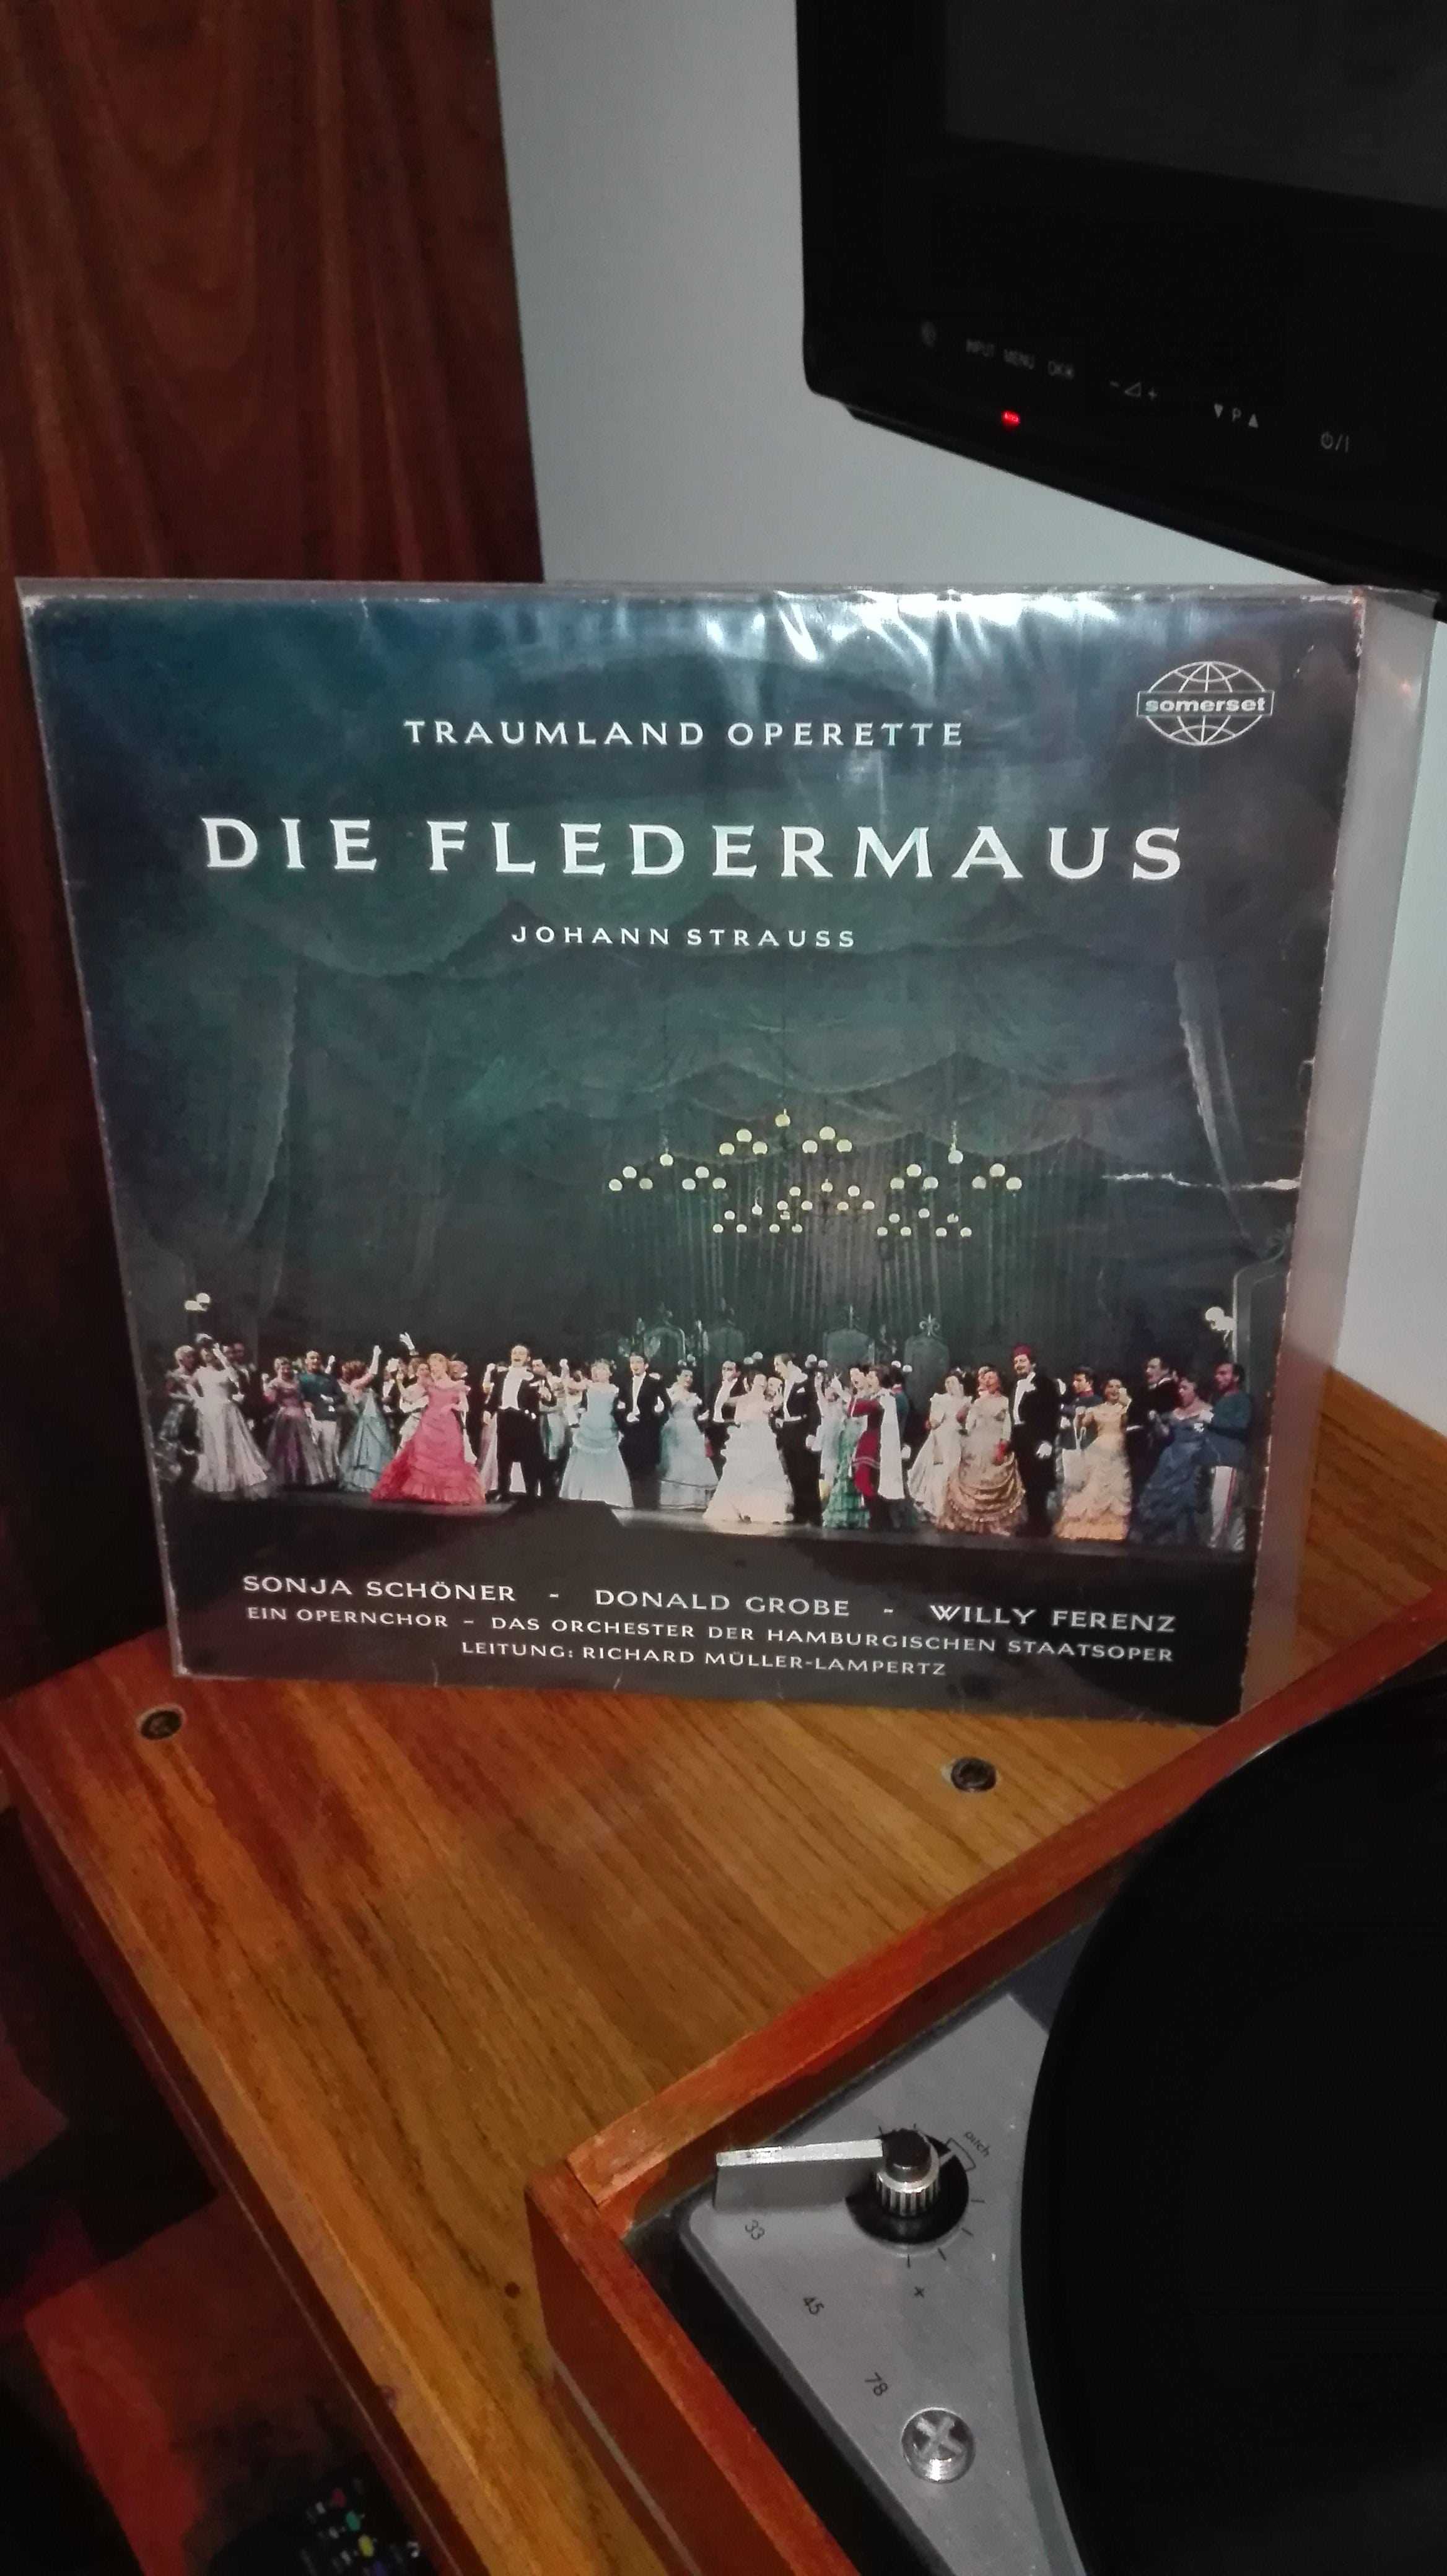 INPUT MENU OK
- +
▼ P ▲
⏻/I
somerset
TRAUMLAND OPERETTE
DIE FLEDERMAUS
JOHANN STRAUSS
SONJA SCHÖNER - DONALD GROBE - WILLY FERENZ
EIN OPERNCHOR - DAS ORCHESTER DER HAMBURGISCHEN STAATSOPER
LEITUNG: RICHARD MÜLLER-LAMPERTZ
pitch
33
+
45
78